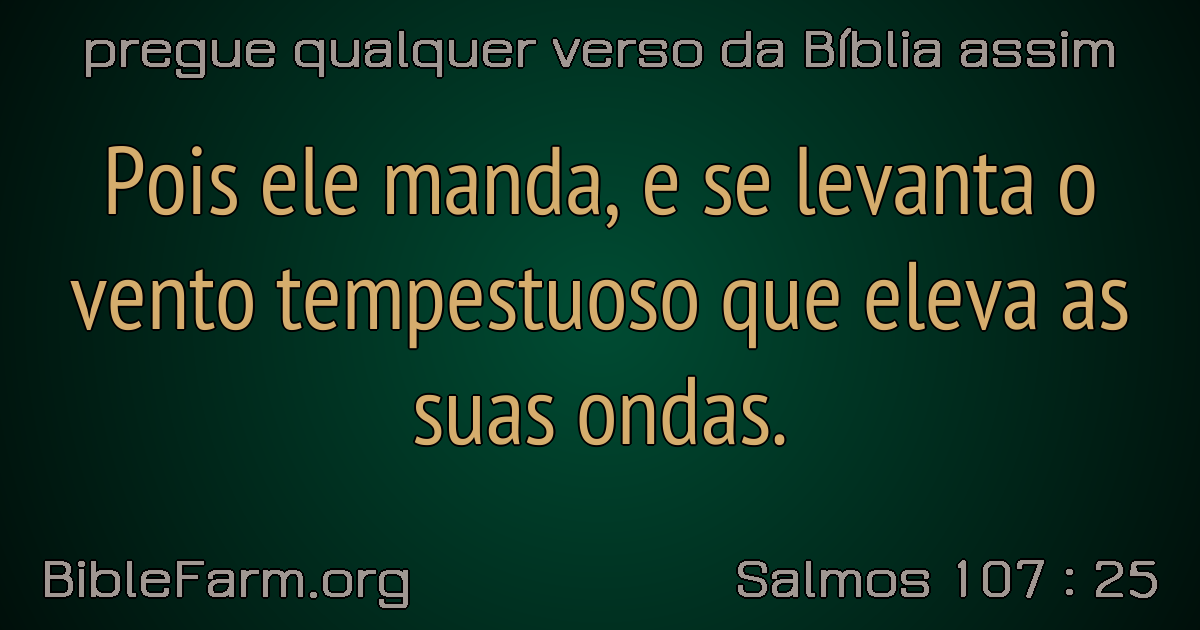 pregue qualquer verso da Bíblia assim
Pois ele manda, e se levanta o
vento tempestuoso que eleva as
suas ondas.
BibleFarm.org
Salmos 107 : 25